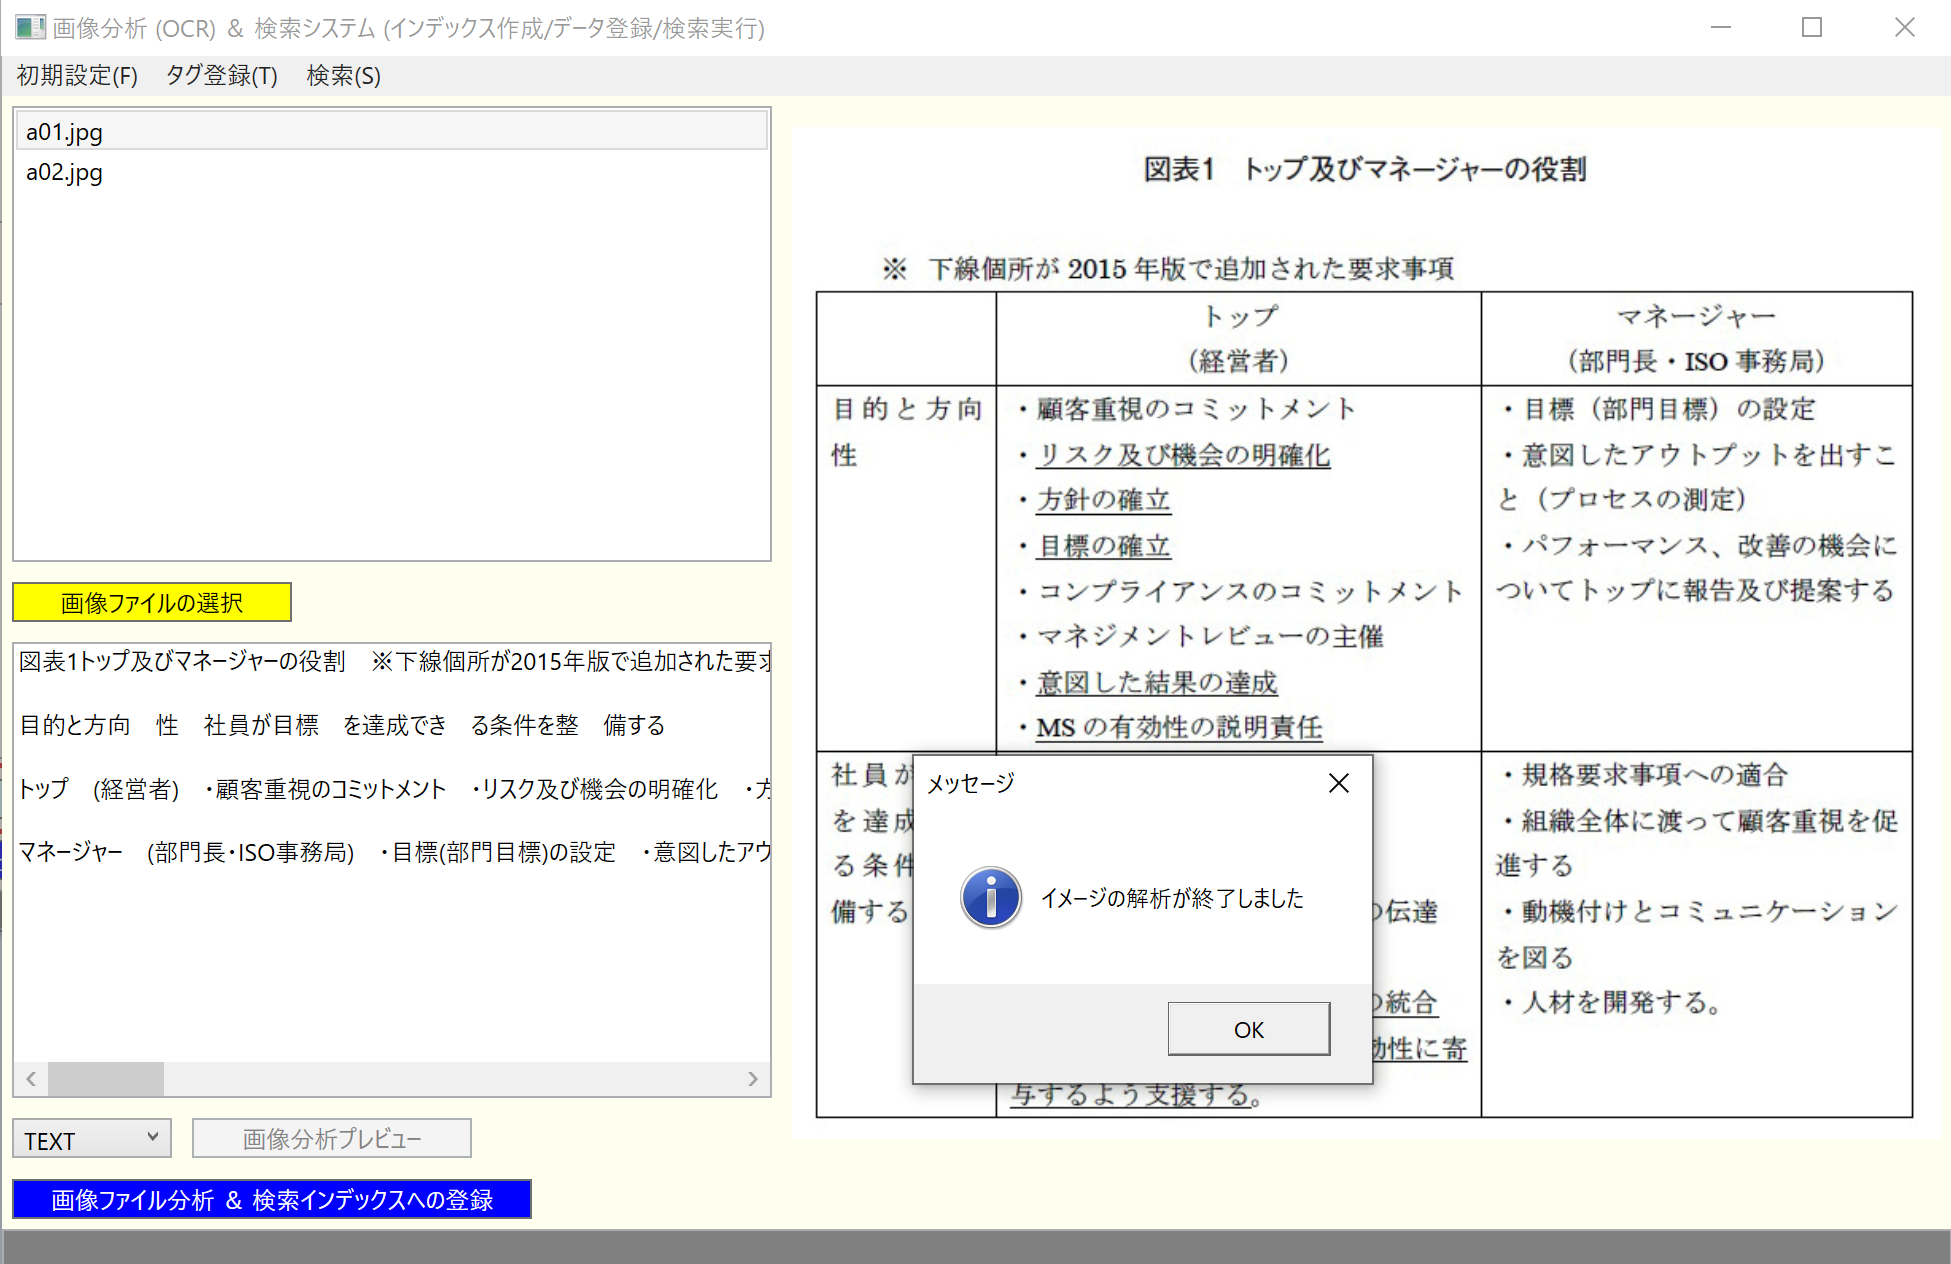 画像分析 (OCR) ＆ 検索システム (インデックス作成/データ登録/検索実行)
初期設定(F) タグ登録(T) 検索(S)
a01.jpg
a02.jpg
画像ファイルの選択
図表1トップ及びマネージャーの役割　※下線個所が2015年版で追加された要求
目的と方向　性　社員が目標　を達成でき　る条件を整　備する
トップ　(経営者)　・顧客重視のコミットメント　・リスク及び機会の明確化　・方
マネージャー　(部門長・ISO事務局)　・目標(部門目標)の設定　・意図したアウ
TEXT
画像分析プレビュー
画像ファイル分析 ＆ 検索インデックスへの登録
図表1　トップ及びマネージャーの役割
※　下線個所が 2015 年版で追加された要求事項
トップ
（経営者）
マネージャー
（部門長・ISO 事務局）
目的と方向
性
・顧客重視のコミットメント
・リスク及び機会の明確化
・方針の確立
・目標の確立
・コンプライアンスのコミットメント
・マネジメントレビューの主催
・意図した結果の達成
・MS の有効性の説明責任
・目標（部門目標）の設定
・意図したアウトプットを出すこ
と（プロセスの測定）
・パフォーマンス、改善の機会に
ついてトップに報告及び提案する
社員が
を達成
る条件
備する
の伝達
の統合
効性に寄
与するよう支援する。
・規格要求事項への適合
・組織全体に渡って顧客重視を促
進する
・動機付けとコミュニケーション
を図る
・人材を開発する。
メッセージ
イメージの解析が終了しました
OK